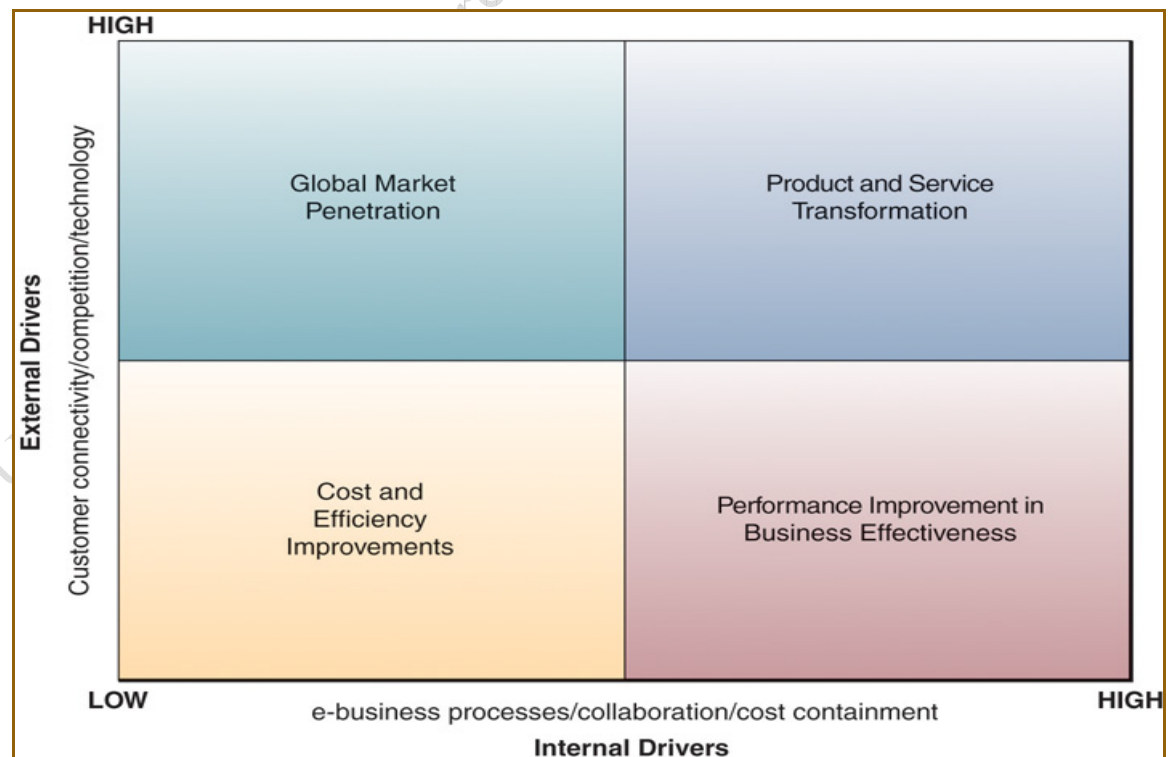 HIGH
Global Market
Penetration
Product and Service
Transformation
External Drivers
Customer connectivity/competition/technology
Cost and
Efficiency
Improvements
Performance Improvement in
Business Effectiveness
LOW
HIGH
e-business processes/collaboration/cost containment
Internal Drivers